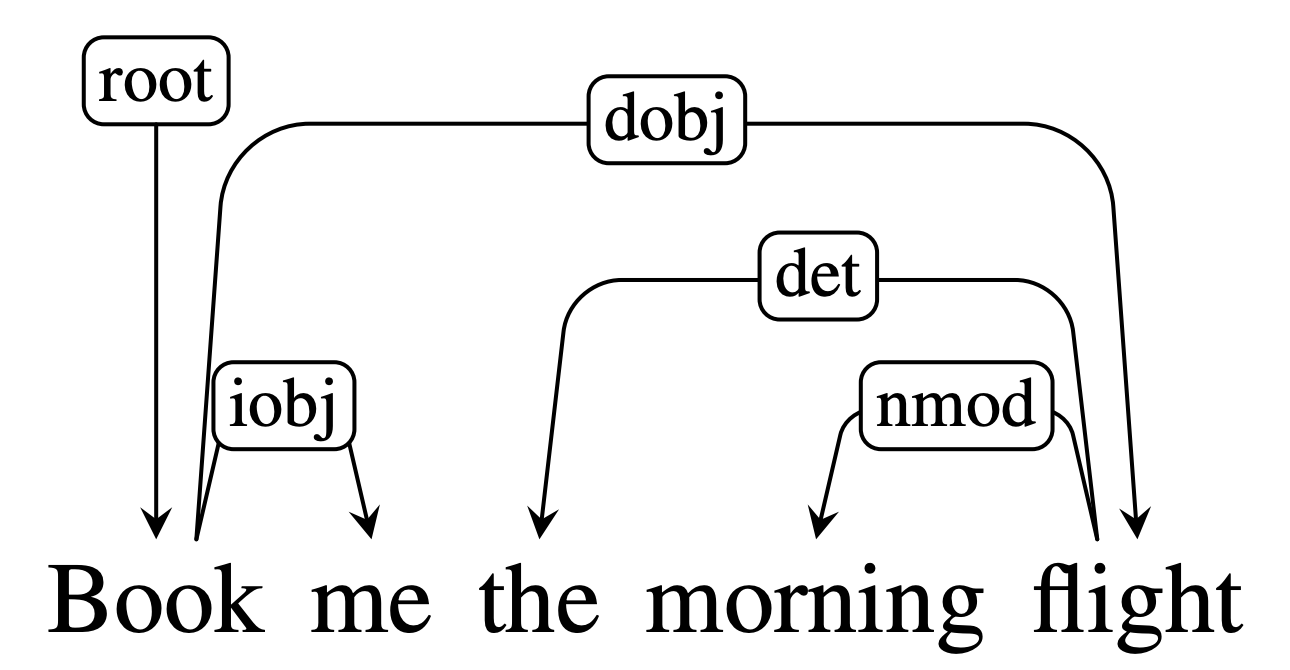 root
dobj
det
iobj
nmod
Book me the morning flight